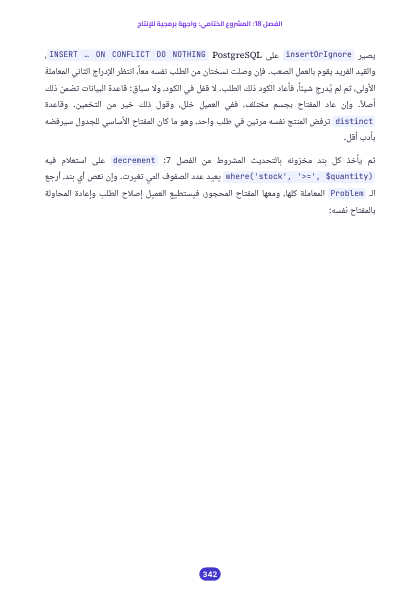 الفصل 18: المشروع الختامي: واجهة برمجية للإنتاج
يصير insertOrIgnore على PostgreSQL INSERT … ON CONFLICT DO NOTHING،
والقيد الفريد يقوم بالعمل الصعب. فإن وصلت نسختان من الطلب نفسه معاً، انتظر الإدراج الثاني المعاملةَ
الأولى، ثم لم يُدرج شيئاً، فأعاد الكود ذلك الطلب. لا قفل في الكود، ولا سباق: قاعدة البيانات تضمن ذلك
أصلاً. وإن عاد المفتاح بجسم مختلف، ففي العميل خلل، وقول ذلك خير من التخمين. وقاعدة
distinct ترفض المنتج نفسه مرتين في طلب واحد، وهو ما كان المفتاح الأساسي للجدول سيرفضه
بأدب أقل.
ثم يأخذ كل بند مخزونه بالتحديث المشروط من الفصل 7: decrement على استعلام فيه
where('stock', '>=', $quantity) يعيد عدد الصفوف التي تغيرت. وإن نقص أي بند، أرجع
الـ Problem المعاملة كلها، ومعها المفتاح المحجوز، فيستطيع العميل إصلاح الطلب وإعادة المحاولة
بالمفتاح نفسه:
342